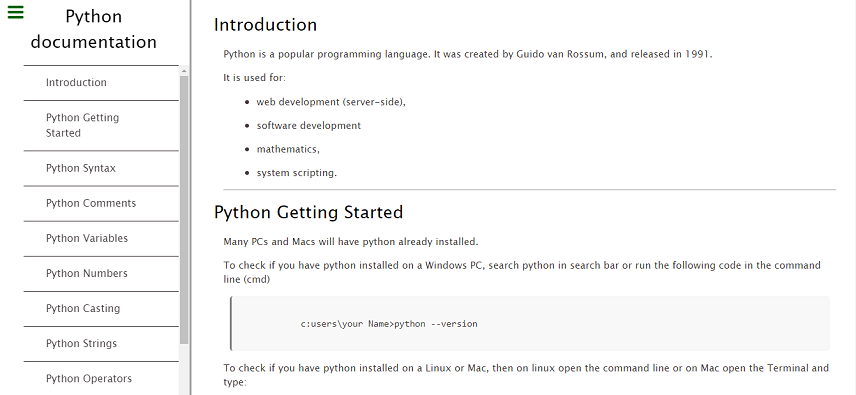 Python
documentation
Introduction
Python Getting
Started
Python Syntax
Python Comments
Python Variables
Python Numbers
Python Casting
Python Strings
Python Operators
Introduction
Python is a popular programming language. It was created by Guido van Rossum, and released in 1991.
It is used for:
web development (server-side),
software development
mathematics,
system scripting.
Python Getting Started
Many PCs and Macs will have python already installed.
To check if you have python installed on a Windows PC, search python in search bar or run the following code in the command
line (cmd)
c:users\your Name>python --version
To check if you have python installed on a Linux or Mac, then on linux open the command line or on Mac open the Terminal and
type: